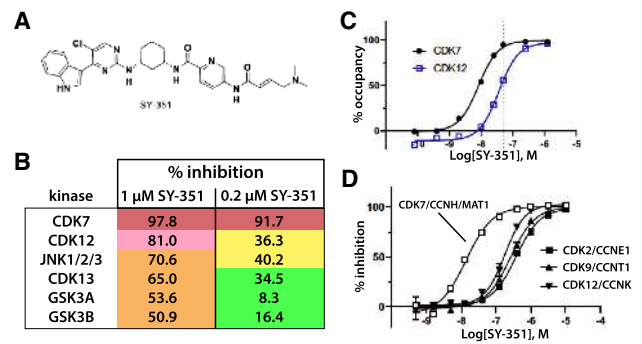 A
Cl
N
N
N
H
N
H
O
N
N
H
O
N
HN
SY-351
B
% inhibition
kinase 1 µM SY-351 0.2 µM SY-351
CDK7 97.8 91.7
CDK12 81.0 36.3
JNK1/2/3 70.6 40.2
CDK13 65.0 34.5
GSK3A 53.6 8.3
GSK3B 50.9 16.4
C
% occupancy
100
50
0
CDK7
CDK12
-9 -8 -7 -6 -5
Log[SY-351], M
D
% inhibition
100
50
0
CDK7/CCNH/MAT1
CDK2/CCNE1
CDK9/CCNT1
CDK12/CCNK
-9 -8 -7 -6 -5 -4
Log[SY-351], M